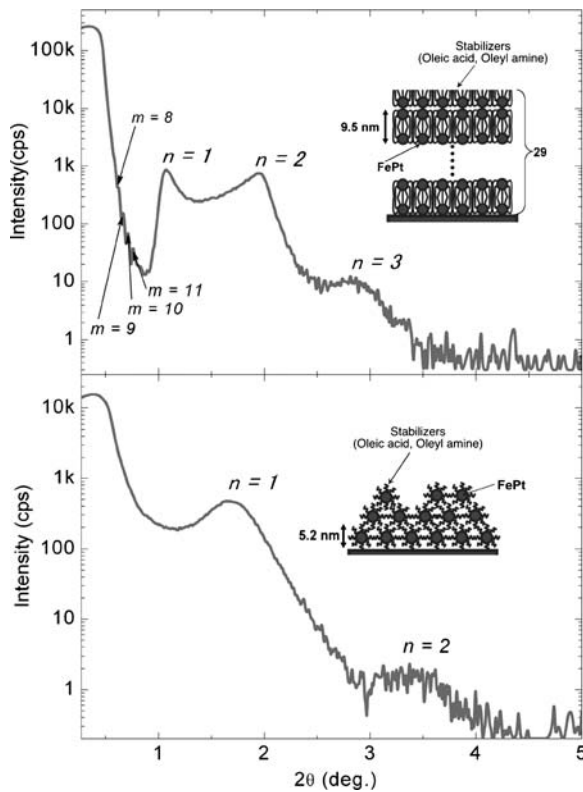 100k
10k
1k
100
10
1
Intensity(cps)
m = 8
n = 1
n = 2
n = 3
m = 11
m = 10
m = 9
Stabilizers
(Oleic acid, Oleyl amine)
9.5 nm
FePt
29
10k
1k
100
10
1
Intensity (cps)
n = 1
n = 2
Stabilizers
(Oleic acid, Oleyl amine)
FePt
5.2 nm
1 2 3 4 5
2θ (deg.)